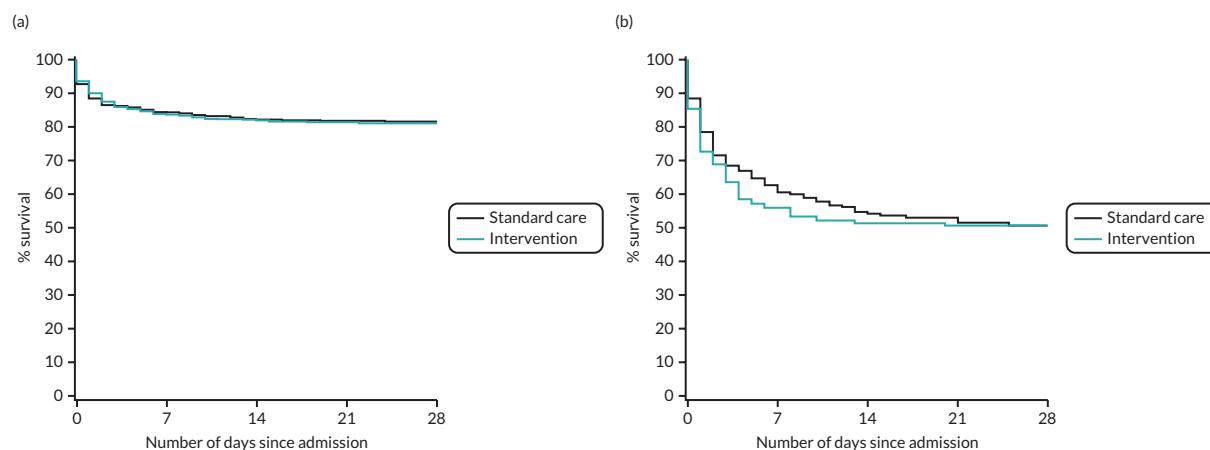 (a)
100
90
80
70
60
50
40
30
20
10
0
% survival
0 7 14 21 28
Number of days since admission
Standard care
Intervention
(b)
100
90
80
70
60
50
40
30
20
10
0
% survival
0 7 14 21 28
Number of days since admission
Standard care
Intervention